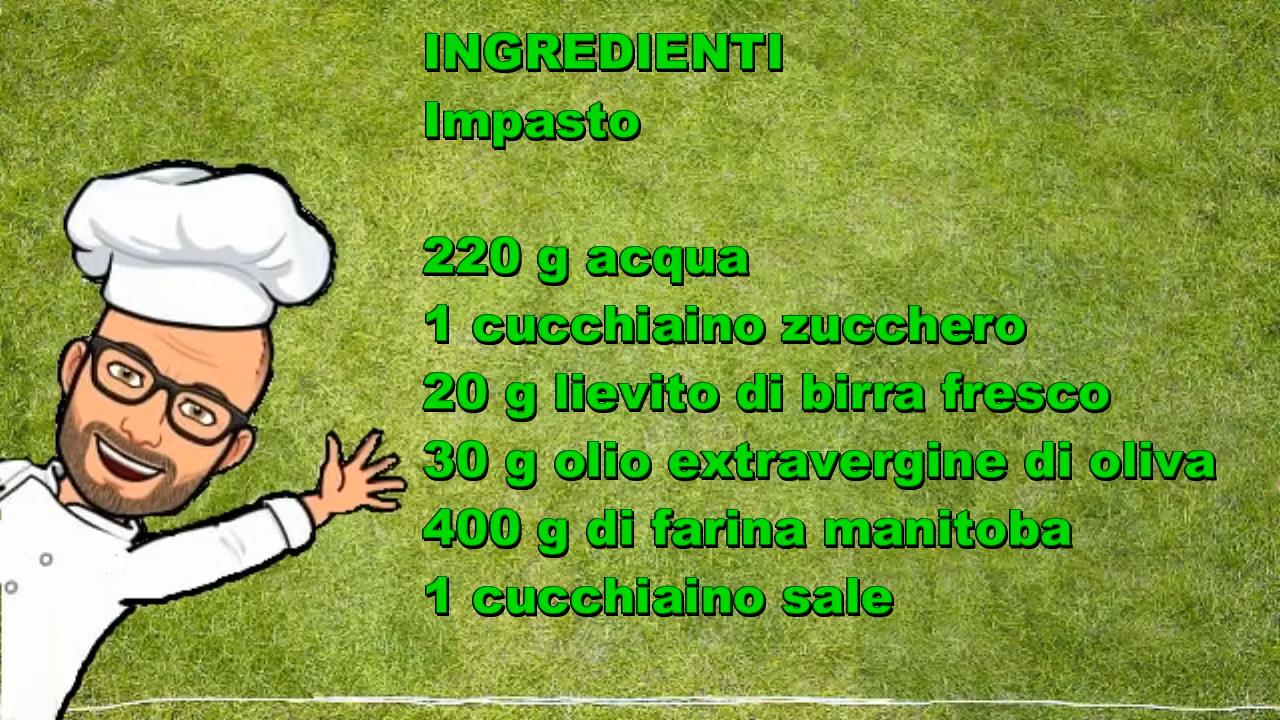 INGREDIENTI
Impasto
220 g acqua
1 cucchiaino zucchero
20 g lievito di birra fresco
30 g olio extravergine di oliva
400 g di farina manitoba
1 cucchiaino sale